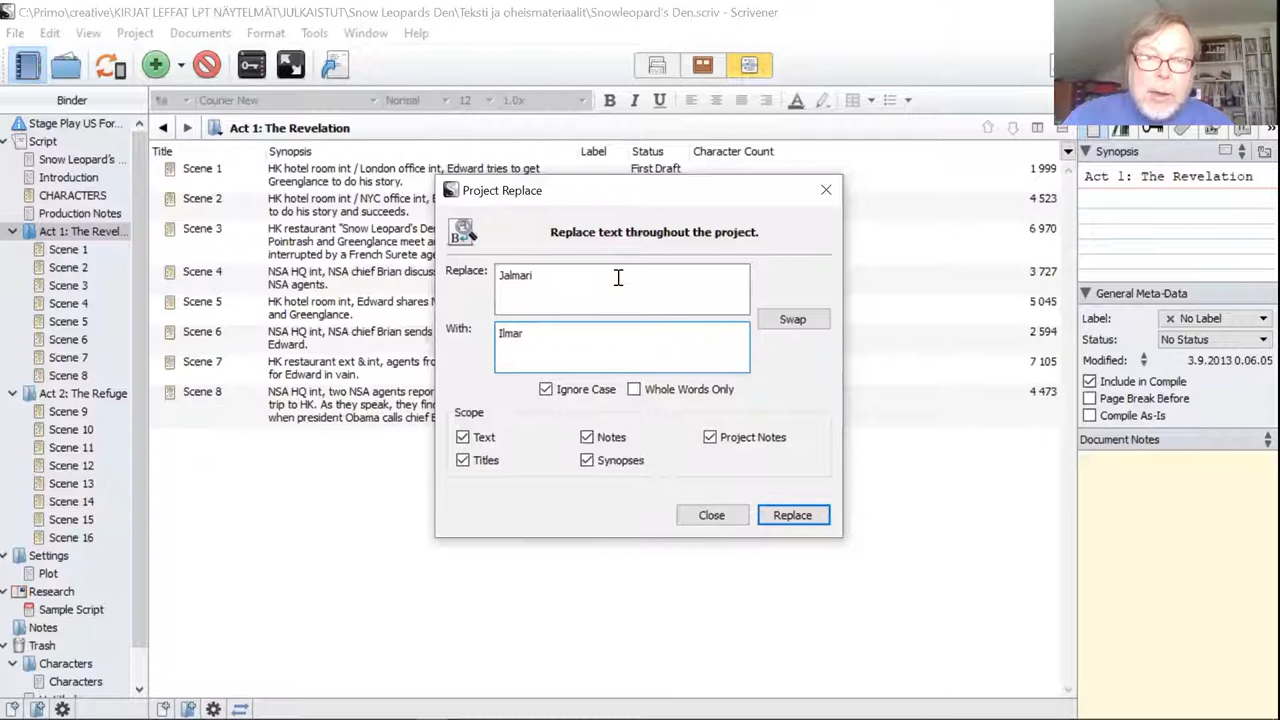 C:\Primo\creative\KIRJAT LEFFAT LPT NÄYTELMÄT\JULKAISTUT\Snow Leopards Den\Teksti ja oheismateriaalit\Snowleopard's Den.scriv - Scrivener
File Edit View Project Documents Format Tools Window Help
Binder
Courier New Normal 12 1.0x B I U A
Stage Play US For...
Script
Snow Leopard's ...
Introduction
CHARACTERS
Production Notes
Act 1: The Revel...
Scene 1
Scene 2
Scene 3
Scene 4
Scene 5
Scene 6
Scene 7
Scene 8
Act 2: The Refuge
Scene 9
Scene 10
Scene 11
Scene 12
Scene 13
Scene 14
Scene 15
Scene 16
Settings
Plot
Research
Sample Script
Notes
Trash
Characters
Characters
Act 1: The Revelation
Title Synopsis Label Status Character Count
Scene 1 HK hotel room int / London office int, Edward tries to get First Draft 1 999
Greenglance to do his story.
Scene 2 HK hotel room int / NYC office int, 4 523
to do his story and succeeds.
Scene 3 HK restaurant "Snow Leopard's De 6 970
Pointrash and Greenglance meet a
interrupted by a French Surete ag
Scene 4 NSA HQ int, NSA chief Brian discus 3 727
NSA agents.
Scene 5 HK hotel room int, Edward shares 5 045
and Greenglance.
Scene 6 NSA HQ int, NSA chief Brian sends 2 594
Edward.
Scene 7 HK restaurant ext & int, agents fro 7 105
for Edward in vain.
Scene 8 NSA HQ int, two NSA agents repor 4 473
trip to HK. As they speak, they fin
when president Obama calls chief B
Project Replace
Replace text throughout the project.
Replace: Jalmari
With: Ilmar
Swap
Ignore Case Whole Words Only
Scope
Text Notes Project Notes
Titles Synopses
Close Replace
Synopsis
Act 1: The Revelation
General Meta-Data
Label: No Label
Status: No Status
Modified: 3.9.2013 0.06.05
Include in Compile
Page Break Before
Compile As-Is
Document Notes